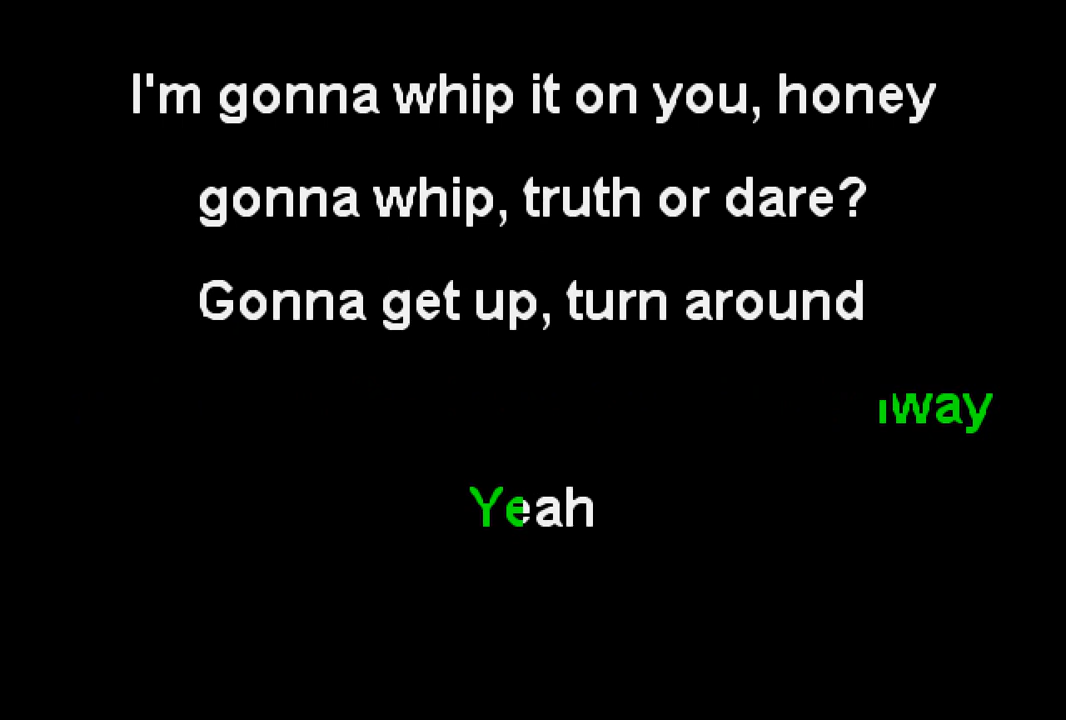 I'm gonna whip it on you, honey
gonna whip, truth or dare?
Gonna get up, turn around
way
Yeah